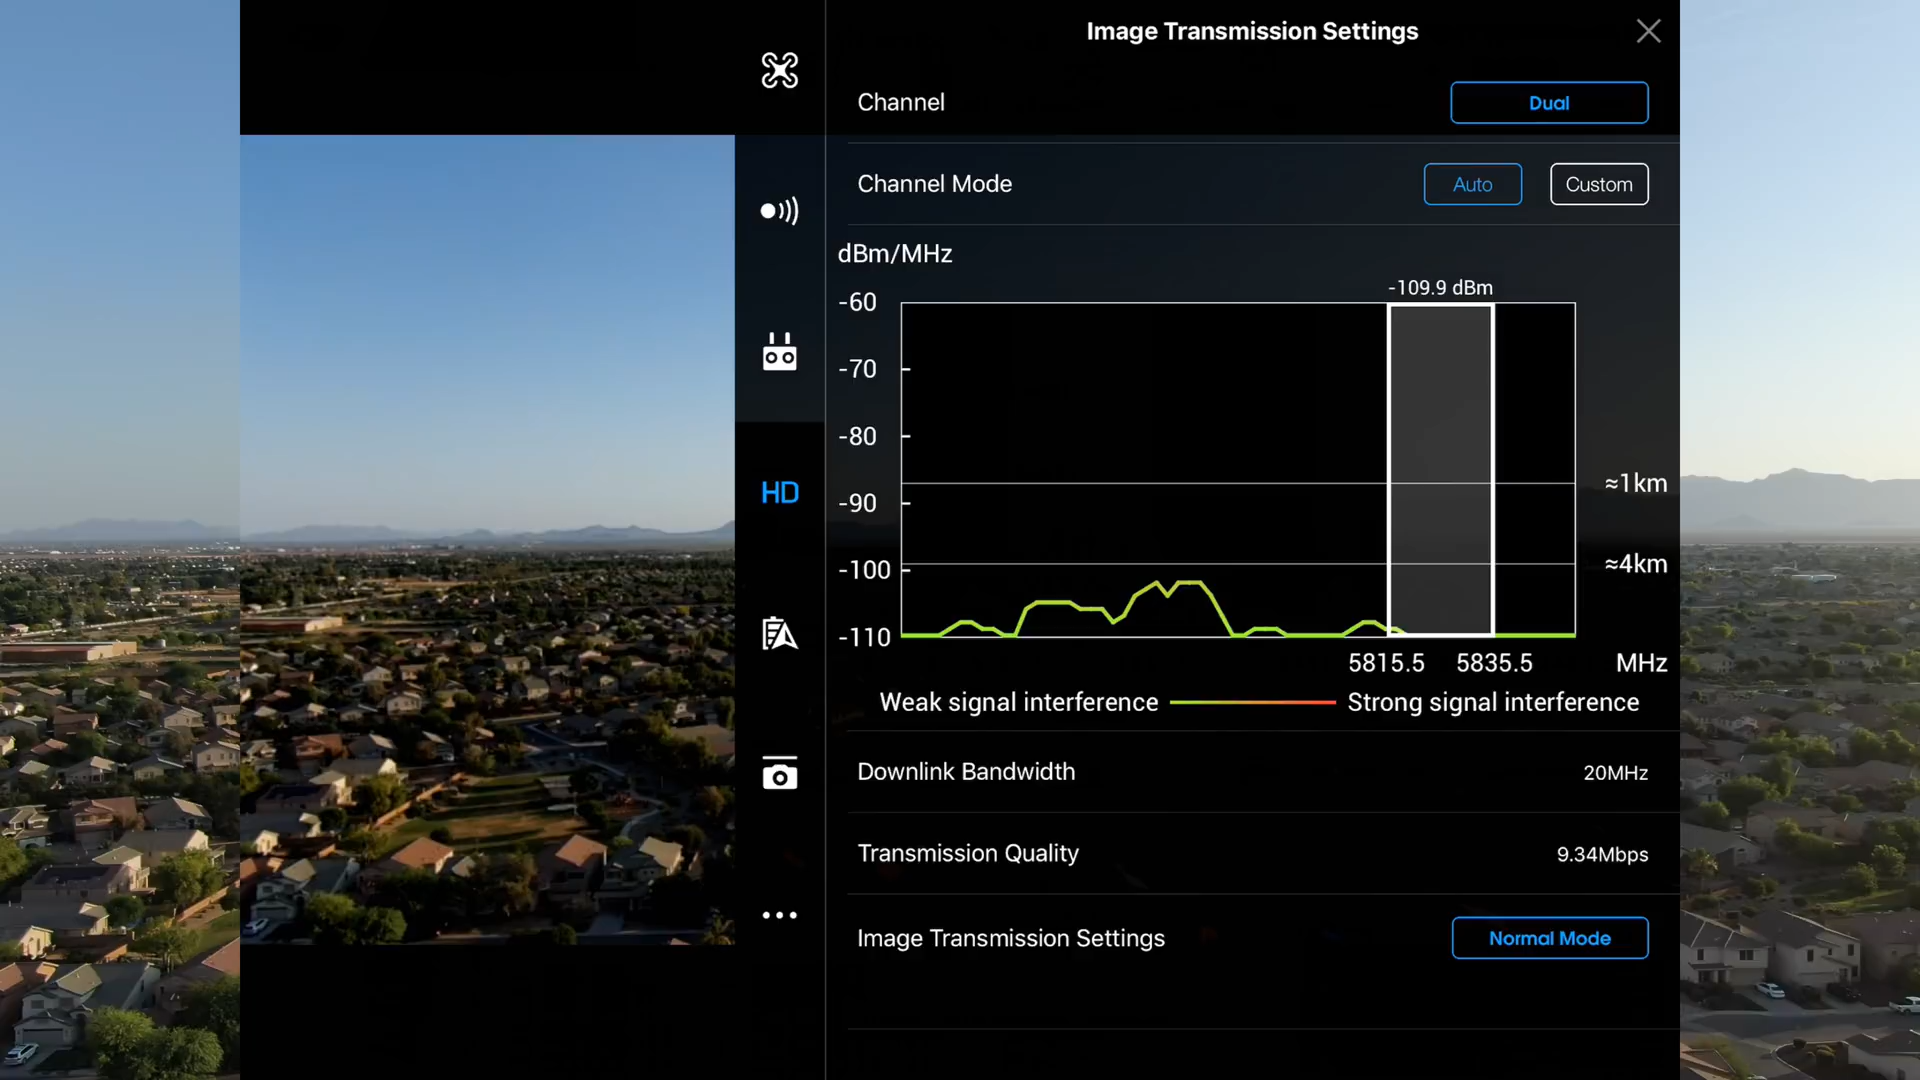 Image Transmission Settings
Channel
Dual
Channel Mode
Auto
Custom
dBm/MHz
-109.9 dBm
-60
-70
-80
≈1km
HD
-90
-100
≈4km
-110
5815.5
5835.5
MHz
Weak signal interference
Strong signal interference
Downlink Bandwidth
20MHz
Transmission Quality
9.34Mbps
Image Transmission Settings
Normal Mode